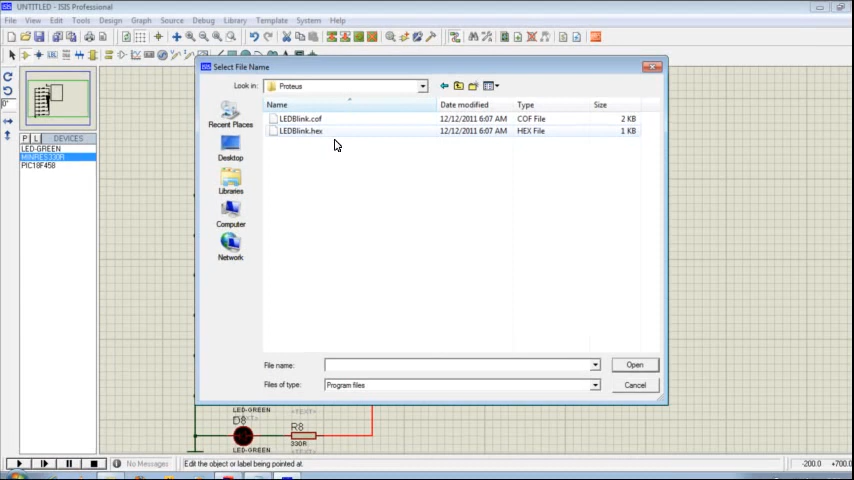 UNTITLED - ISIS Professional
File View Edit Tools Design Graph Source Debug Library Template System Help
Select File Name
Look in: Proteus
Name Date modified Type Size
LEDBlink.cof 12/12/2011 6:07 AM COF File 2 KB
LEDBlink.hex 12/12/2011 6:07 AM HEX File 1 KB
Recent Places
Desktop
Libraries
Computer
Network
0°
P L DEVICES
LED-GREEN
MINRES330R
PIC18F458
File name: Open
Files of type: Program files Cancel
LED-GREEN
<TEXT>
D8
R8
330R
LED-GREEN
<TEXT>
No Messages Edit the object or label being pointed at. -200.0 +700.0